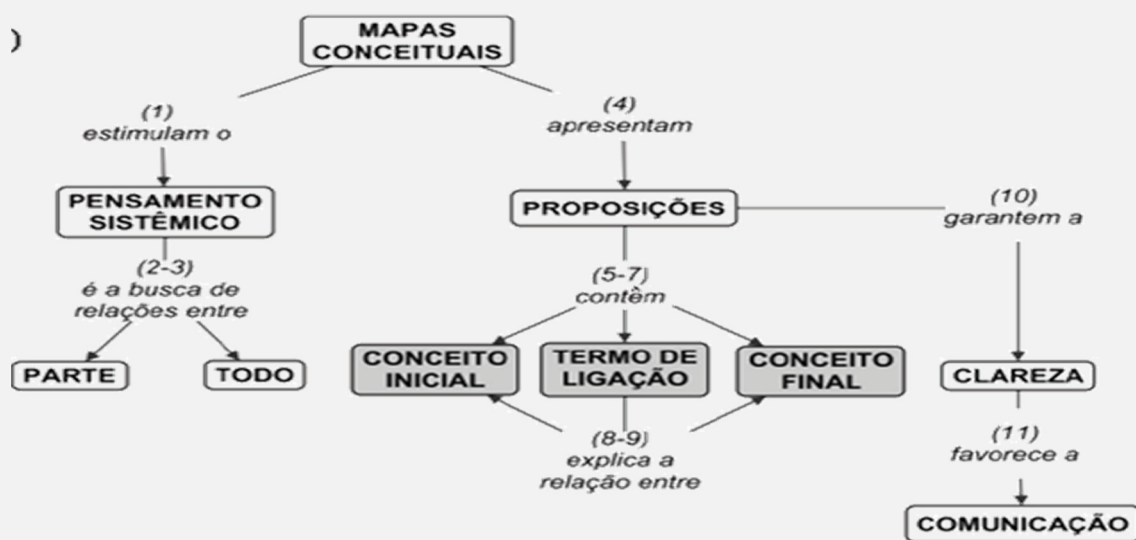 )
MAPAS
CONCEITUAIS
(1)
estimulam o
(4)
apresentam
PENSAMENTO
SISTÊMICO
PROPOSIÇÕES
(10)
garantem a
(2-3)
é a busca de
relações entre
(5-7)
contêm
PARTE
TODO
CONCEITO
INICIAL
TERMO DE
LIGAÇÃO
CONCEITO
FINAL
CLAREZA
(8-9)
explica a
relação entre
(11)
favorece a
COMUNICAÇÃO